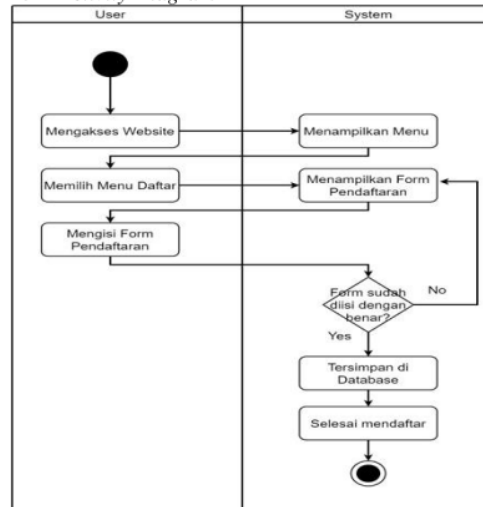 User
System
Mengakses Website
Menampilkan Menu
Memilih Menu Daftar
Menampilkan Form
Pendaftaran
Mengisi Form
Pendaftaran
Form sudah
diisi dengan
benar?
No
Yes
Tersimpan di
Database
Selesai mendaftar